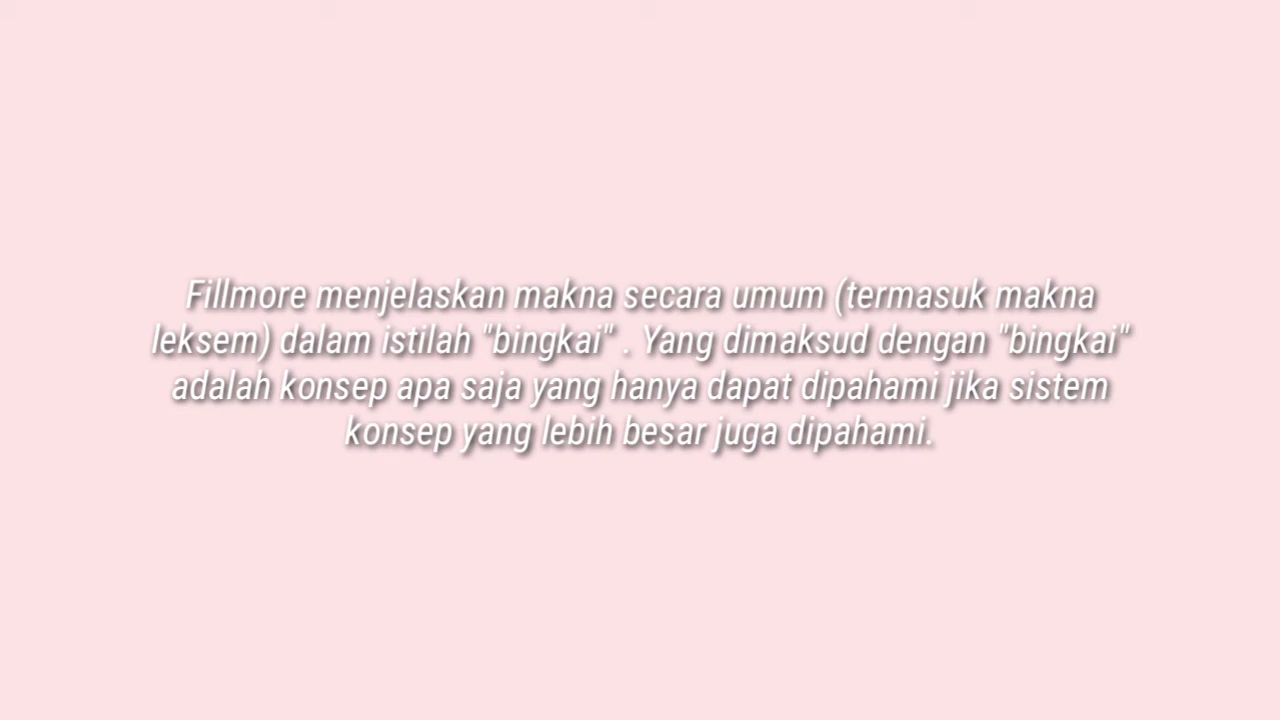 Fillmore menjelaskan makna secara umum (termasuk makna
leksem) dalam istilah "bingkai" . Yang dimaksud dengan "bingkai"
adalah konsep apa saja yang hanya dapat dipahami jika sistem
konsep yang lebih besar juga dipahami.